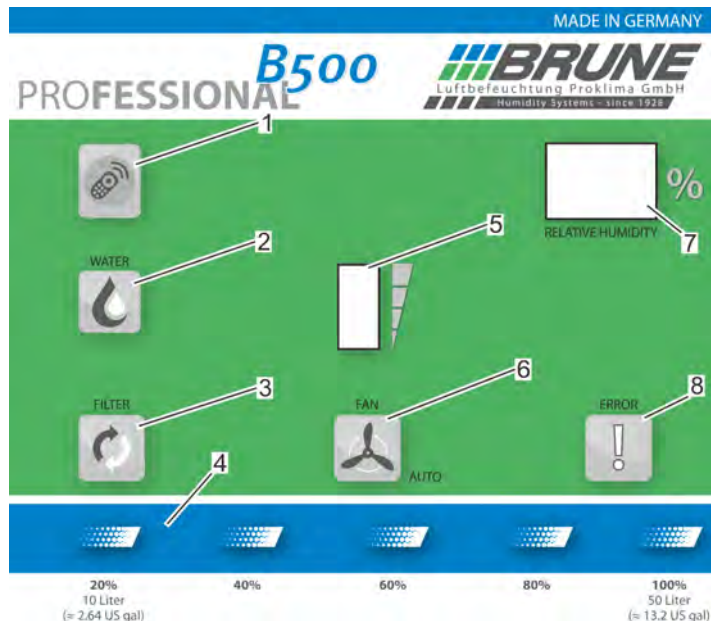 MADE IN GERMANY
PROFESSIONAL B500
BRUNE
Luftbefeuchtung Proklima GmbH
Humidity Systems - since 1928
1
%
RELATIVE HUMIDITY
7
2
WATER
5
3
FILTER
6
FAN
AUTO
8
ERROR
4
20%
10 Liter
(≈ 2.64 US gal)
40%
60%
80%
100%
50 Liter
(≈ 13.2 US gal)